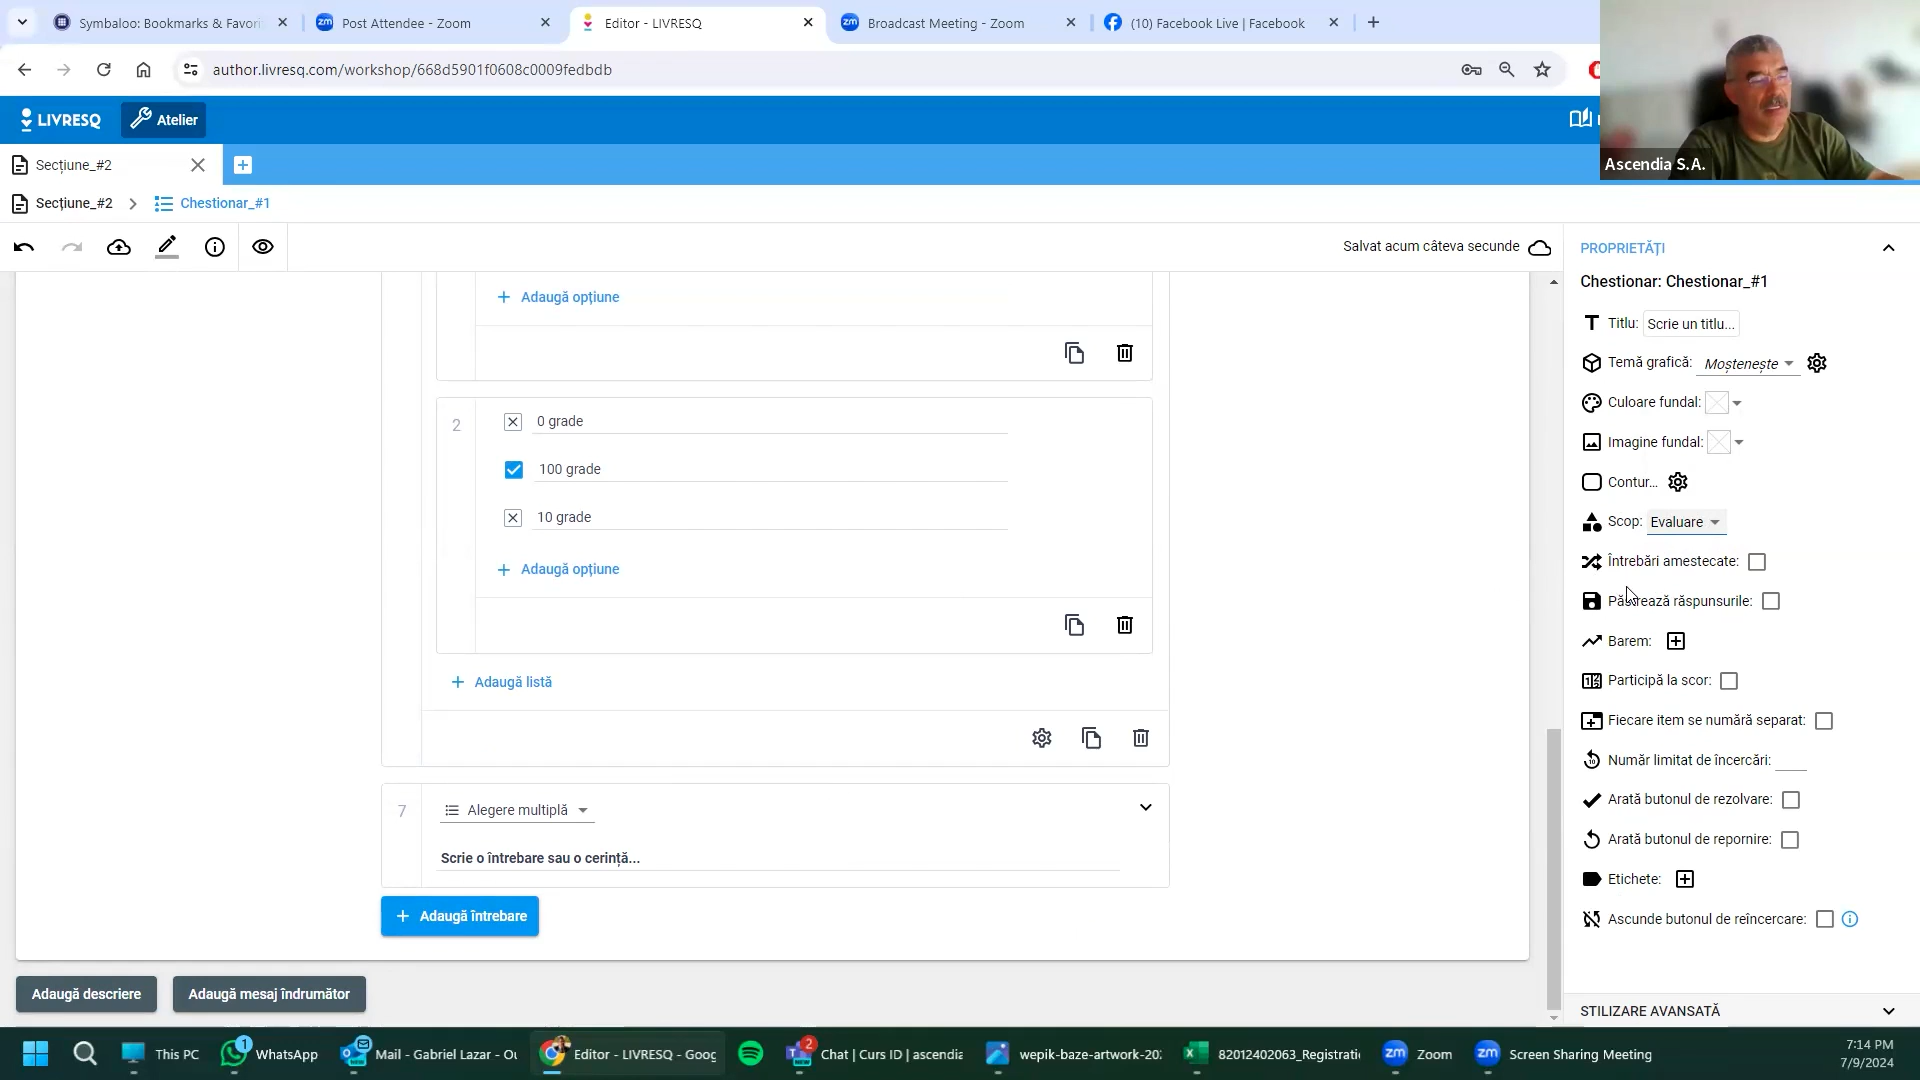 Symbaloo: Bookmarks & Favori
Post Attendee - Zoom
Editor - LIVRESQ
Broadcast Meeting - Zoom
(10) Facebook Live | Facebook
author.livresq.com/workshop/668d5901f0608c0009fedbdb
LIVRESQ
Atelier
Ascendia S.A.
Secțiune_#2
Secțiune_#2
Chestionar_#1
Salvat acum câteva secunde
PROPRIETĂȚI
Chestionar: Chestionar_#1
Titlu: Scrie un titlu...
Temă grafică: Moștenește
Culoare fundal:
Imagine fundal:
Contur...
Scop: Evaluare
Întrebări amestecate:
Păstrează răspunsurile:
Barem:
Participă la scor:
Fiecare item se numără separat:
Număr limitat de încercări:
Arată butonul de rezolvare:
Arată butonul de repornire:
Etichete:
Ascunde butonul de reîncercare:
STILIZARE AVANSATĂ
Adaugă opțiune
2
0 grade
100 grade
10 grade
Adaugă opțiune
Adaugă listă
7
Alegere multiplă
Scrie o întrebare sau o cerință...
Adaugă întrebare
Adaugă descriere
Adaugă mesaj îndrumător
This PC
1
WhatsApp
Mail - Gabriel Lazar - Ou
Editor - LIVRESQ - Goog
2
Chat | Curs ID | ascendia
wepik-baze-artwork-202
82012402063_Registrati
Zoom
Screen Sharing Meeting
7:14 PM
7/9/2024